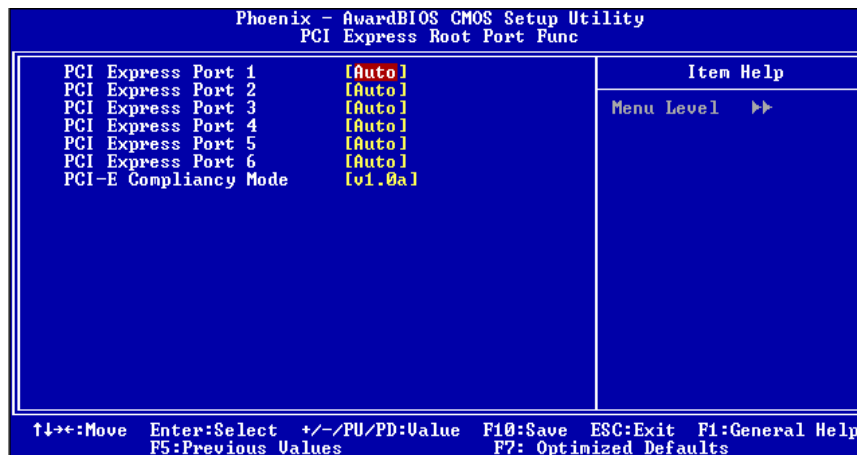 Phoenix - AwardBIOS CMOS Setup Utility
PCI Express Root Port Func
PCI Express Port 1 [Auto]
PCI Express Port 2 [Auto]
PCI Express Port 3 [Auto]
PCI Express Port 4 [Auto]
PCI Express Port 5 [Auto]
PCI Express Port 6 [Auto]
PCI-E Compliancy Mode [v1.0a]
Item Help
Menu Level ►►
↑↓→←:Move Enter:Select +/-/PU/PD:Value F10:Save ESC:Exit F1:General Help
F5:Previous Values F7: Optimized Defaults